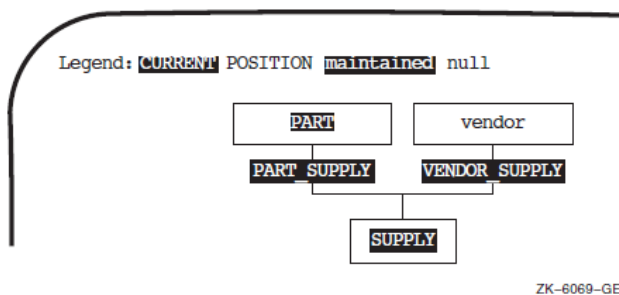 Legend: CURRENT POSITION maintained null
PART vendor
PART_SUPPLY VENDOR_SUPPLY
SUPPLY
ZK-6069-GE